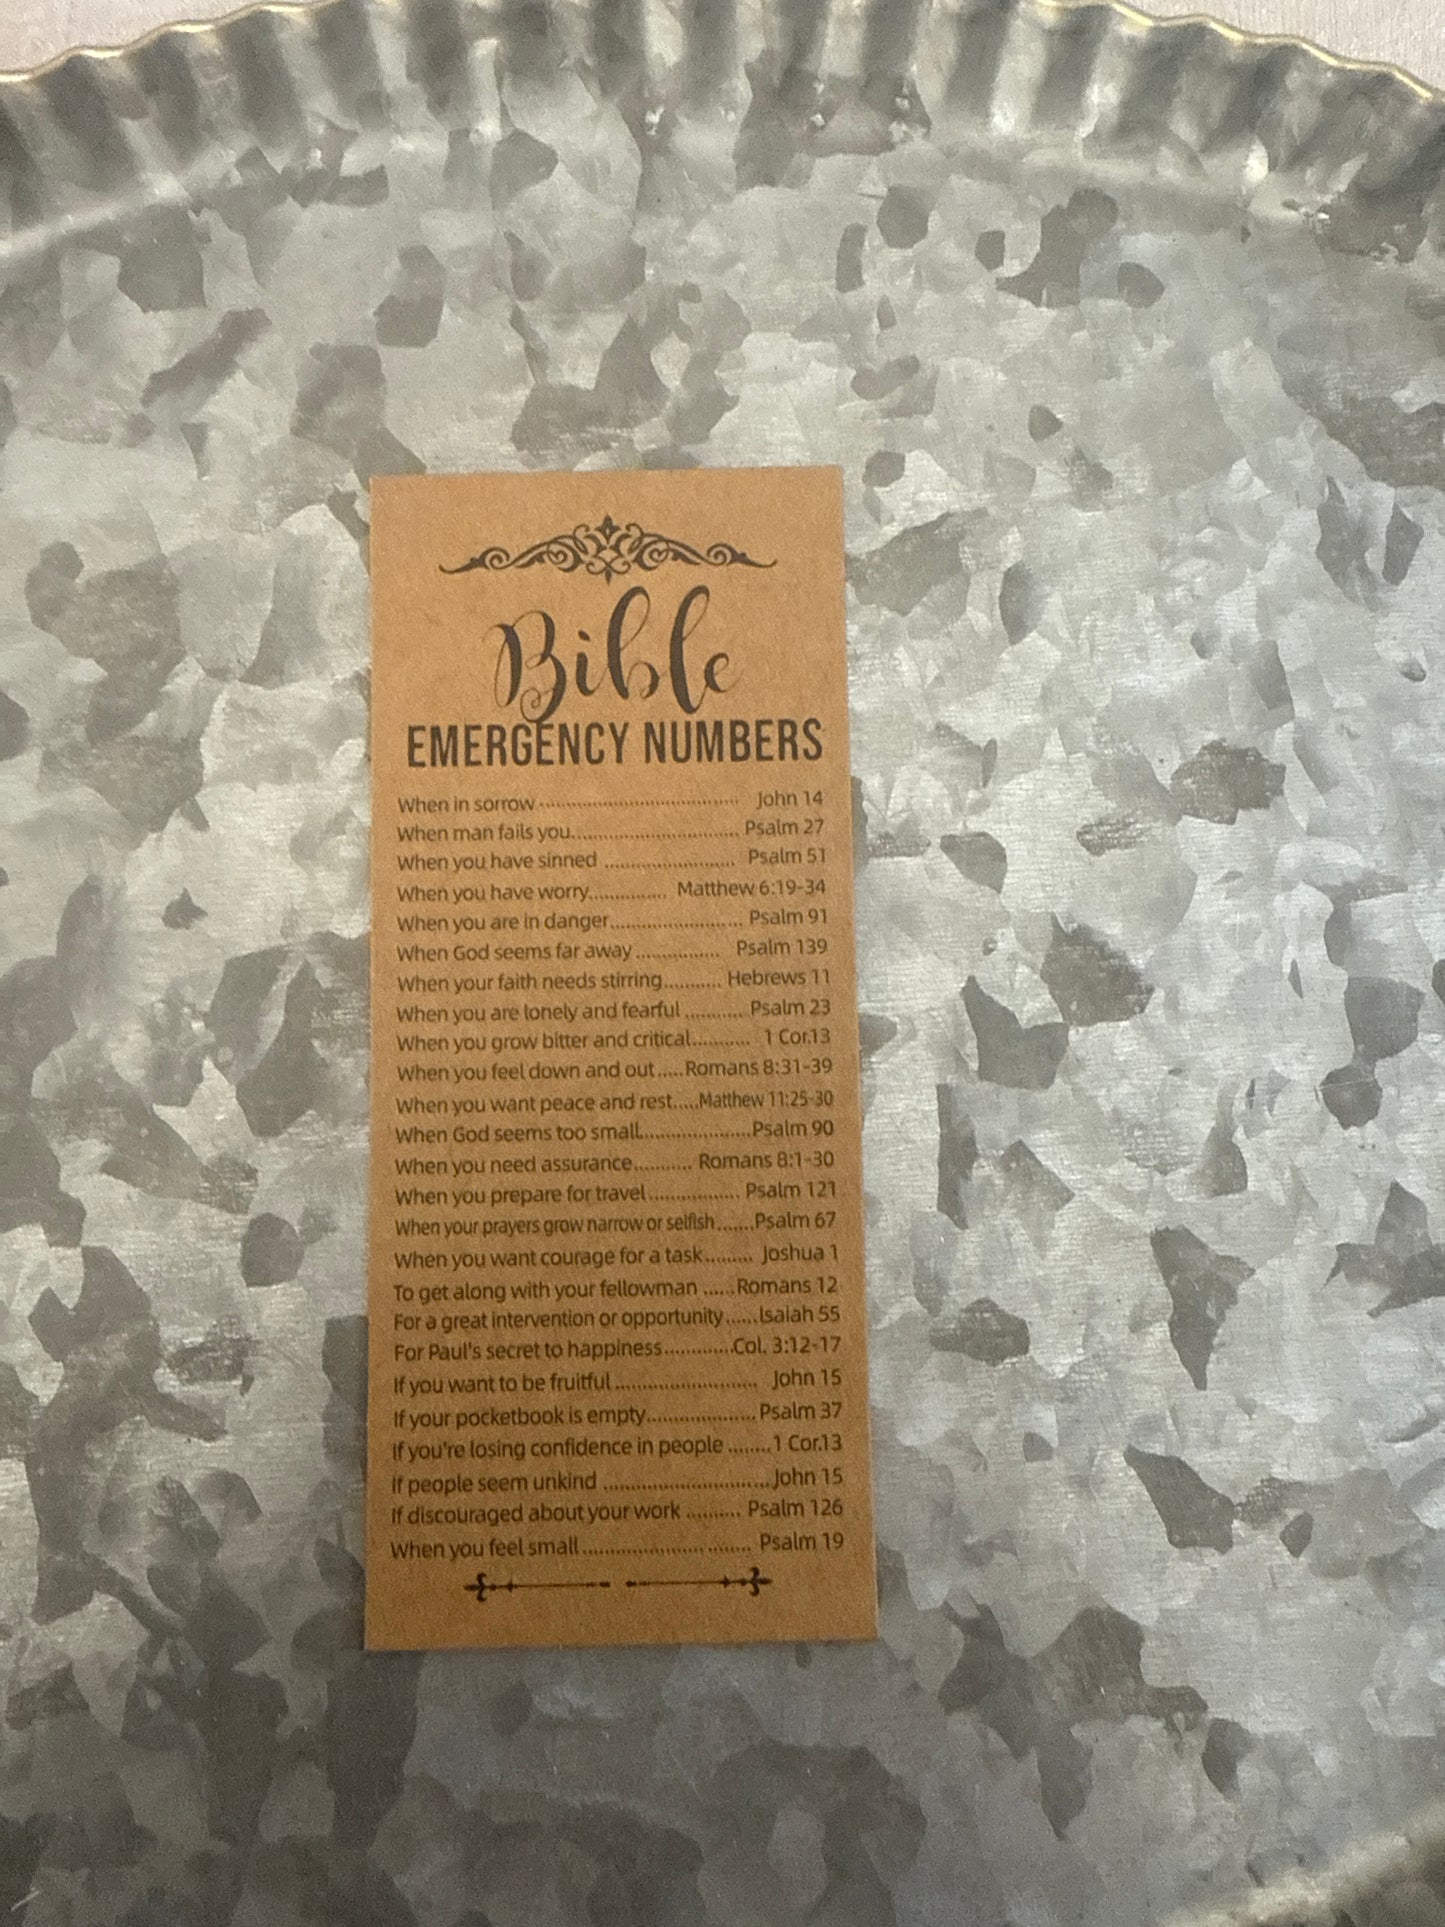 Bible
EMERGENCY NUMBERS
When in sorrow ........................................ John 14
When man fails you................................. Psalm 27
When you have sinned .......................... Psalm 51
When you have worry............... Matthew 6:19-34
When you are in danger.......................... Psalm 91
When God seems far away................. Psalm 139
When your faith needs stirring........... Hebrews 11
When you are lonely and fearful ........... Psalm 23
When you grow bitter and critical........... 1 Cor.13
When you feel down and out.....Romans 8:31-39
When you want peace and rest.....Matthew 11:25-30
When God seems too small......................Psalm 90
When you need assurance........... Romans 8:1-30
When you prepare for travel.................. Psalm 121
When your prayers grow narrow or selfish.......Psalm 67
When you want courage for a task......... Joshua 1
To get along with your fellowman ......Romans 12
For a great intervention or opportunity......Isaiah 55
For Paul's secret to happiness.............Col. 3:12-17
If you want to be fruitful ............................ John 15
If your pocketbook is empty.....................Psalm 37
If you're losing confidence in people ........1 Cor.13
If people seem unkind .................................John 15
If discouraged about your work .......... Psalm 126
When you feel small ................................. Psalm 19